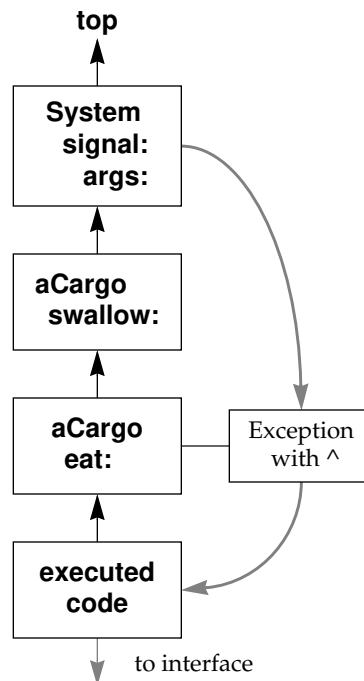 top
System
signal:
args:
aCargo
swallow:
aCargo
eat:
Exception
with ^
executed
code
to interface